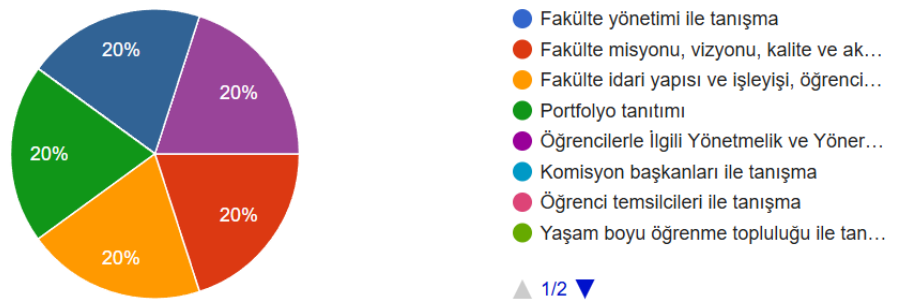 20%
20%
20%
20%
20%
Fakülte yönetimi ile tanışma
Fakülte misyonu, vizyonu, kalite ve ak…
Fakülte idari yapısı ve işleyişi, öğrenci…
Portfolyo tanıtımı
Öğrencilerle İlgili Yönetmelik ve Yöner…
Komisyon başkanları ile tanışma
Öğrenci temsilcileri ile tanışma
Yaşam boyu öğrenme topluluğu ile tan…
1/2